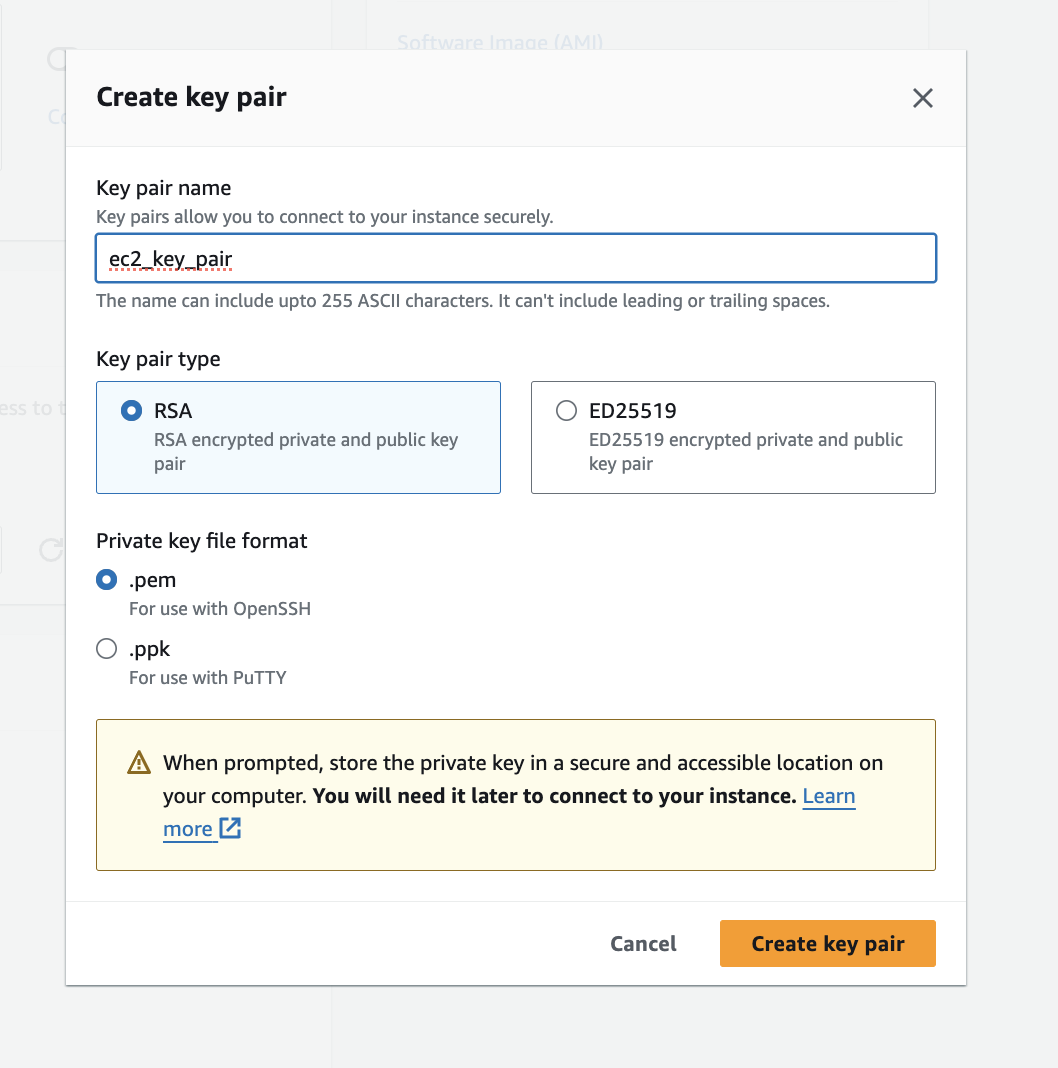 Software Image (AMI)
Create key pair
Key pair name
Key pairs allow you to connect to your instance securely.
ec2_key_pair
The name can include upto 255 ASCII characters. It can't include leading or trailing spaces.
Key pair type
RSA
RSA encrypted private and public key
pair
ED25519
ED25519 encrypted private and public
key pair
Private key file format
.pem
For use with OpenSSH
.ppk
For use with PuTTY
When prompted, store the private key in a secure and accessible location on
your computer. You will need it later to connect to your instance. Learn
more
Cancel
Create key pair